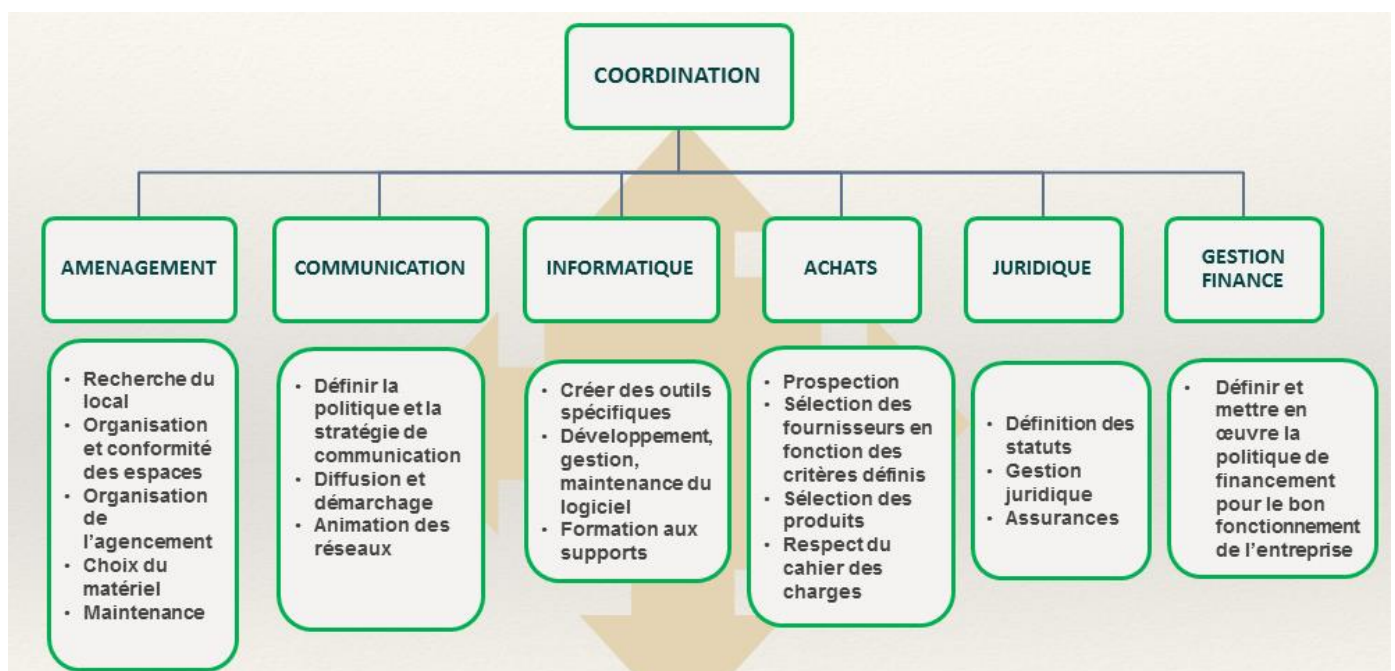 COORDINATION
AMENAGEMENT
COMMUNICATION
INFORMATIQUE
ACHATS
JURIDIQUE
GESTION
FINANCE
• Recherche du
local
• Organisation
et conformité
des espaces
• Organisation
de
l’agencement
• Choix du
matériel
• Maintenance
• Définir la
politique et la
stratégie de
communication
• Diffusion et
démarchage
• Animation des
réseaux
• Créer des outils
spécifiques
• Développement,
gestion,
maintenance du
logiciel
• Formation aux
supports
• Prospection
• Sélection des
fournisseurs en
fonction des
critères définis
• Sélection des
produits
• Respect du
cahier des
charges
• Définition des
statuts
• Gestion
juridique
• Assurances
• Définir et
mettre en
œuvre la
politique de
financement
pour le bon
fonctionnement
de l’entreprise